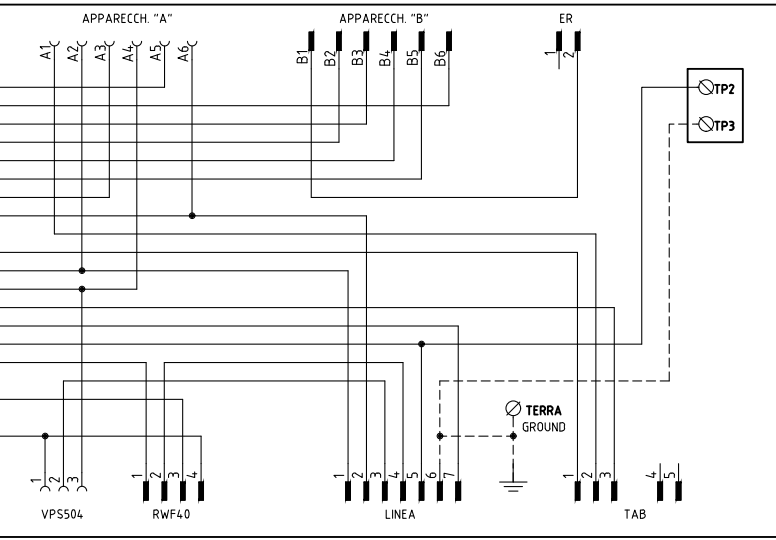 APPARECCH. "A"
APPARECCH. "B"
ER
A1 A2 A3 A4 A5 A6
B1 B2 B3 B4 B5 B6
1 2
TP2
TP3
TERRA
GROUND
1 2 3
1 2 3 4
1 2 3 4 5 6 7
1 2 3
4 5
VPS504
RWF40
LINEA
TAB